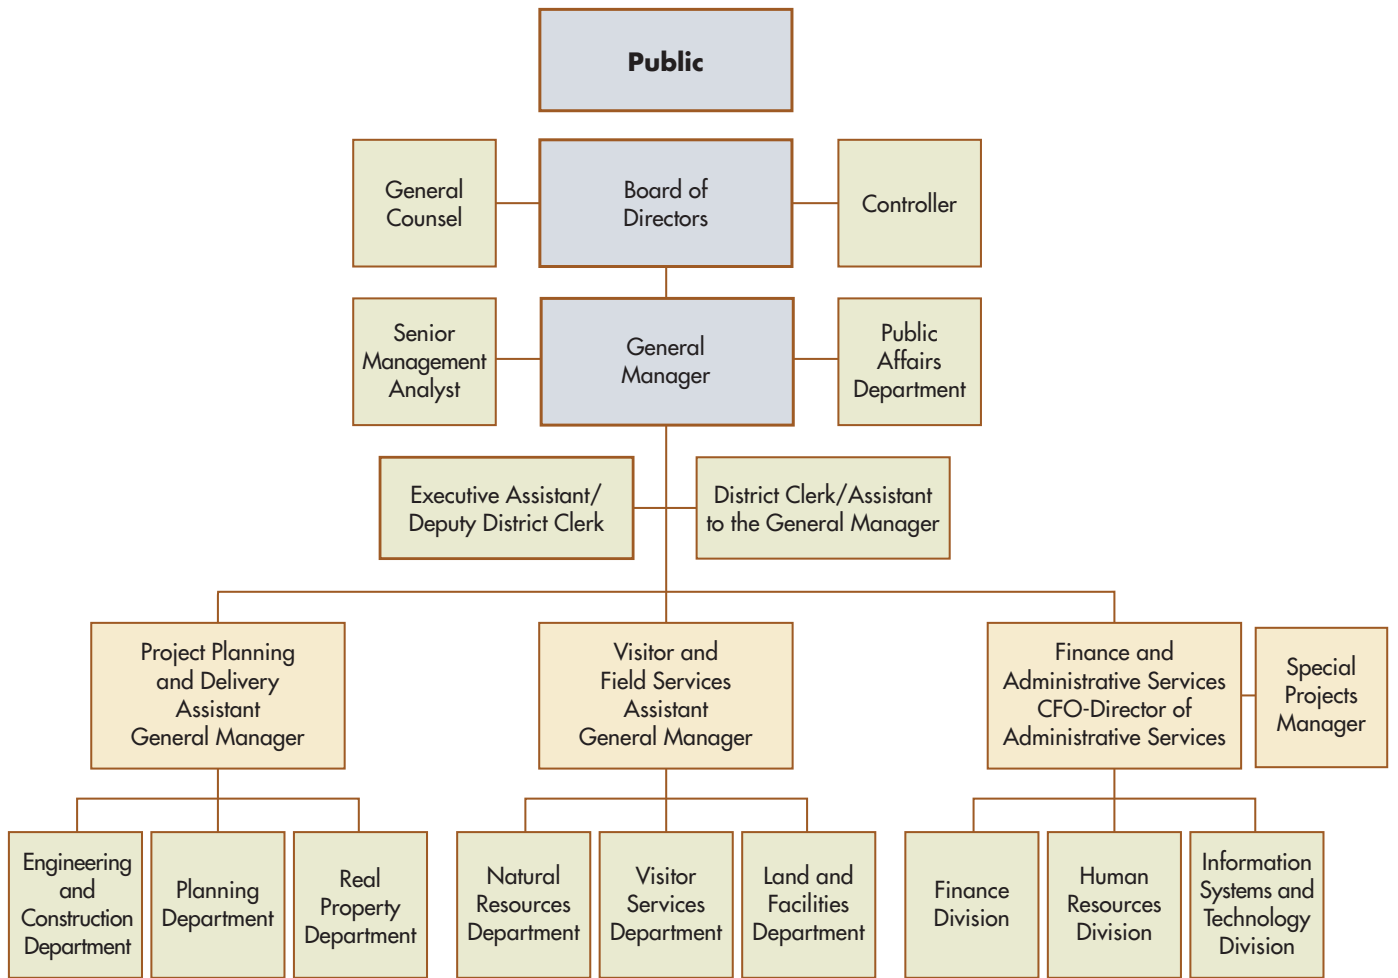 Public
General
Counsel
Board of
Directors
Controller
Senior
Management
Analyst
General
Manager
Public
Affairs
Department
Executive Assistant/
Deputy District Clerk
District Clerk/Assistant
to the General Manager
Project Planning
and Delivery
Assistant
General Manager
Visitor and
Field Services
Assistant
General Manager
Finance and
Administrative Services
CFO-Director of
Administrative Services
Special
Projects
Manager
Engineering
and
Construction
Department
Planning
Department
Real
Property
Department
Natural
Resources
Department
Visitor
Services
Department
Land and
Facilities
Department
Finance
Division
Human
Resources
Division
Information
Systems and
Technology
Division